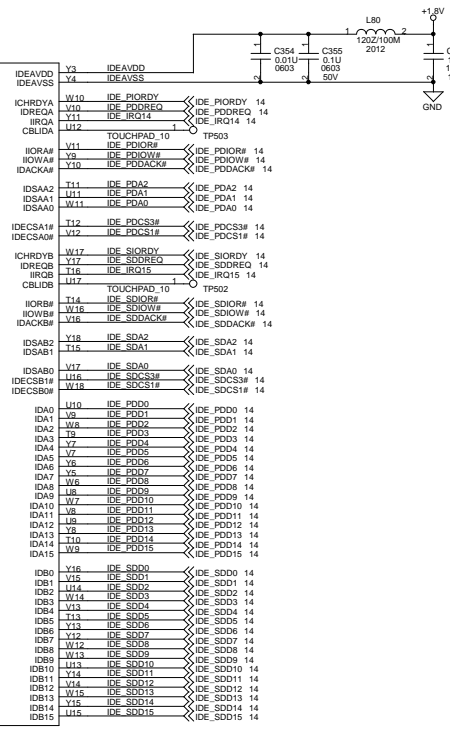 +1.8V
L80
1 2
120Z/100M
2012
1 C354 0.01U 0603 2
1 C355 0.1U 0603 50V 2
GND
IDEAVDD Y3 IDEAVDD
IDEAVSS Y4 IDEAVSS
ICHRDYA W10 IDE_PIORDY IDE_PIORDY 14
IDREQA V10 IDE_PDDREQ IDE_PDDREQ 14
IIRQA Y11 IDE_IRQ14 IDE_IRQ14 14
CBLIDA U12 1 TP503
TOUCHPAD_10
IIORA# V11 IDE_PDIOR# IDE_PDIOR# 14
IIOWA# Y9 IDE_PDIOW# IDE_PDIOW# 14
IDACKA# Y10 IDE_PDDACK# IDE_PDDACK# 14
IDSAA2 T11 IDE_PDA2 IDE_PDA2 14
IDSAA1 U11 IDE_PDA1 IDE_PDA1 14
IDSAA0 W11 IDE_PDA0 IDE_PDA0 14
IDECSA1# T12 IDE_PDCS3# IDE_PDCS3# 14
IDECSA0# V12 IDE_PDCS1# IDE_PDCS1# 14
ICHRDYB W17 IDE_SIORDY IDE_SIORDY 14
IDREQB Y17 IDE_SDDREQ IDE_SDDREQ 14
IIRQB T16 IDE_IRQ15 IDE_IRQ15 14
CBLIDB U17 1 TP502
TOUCHPAD_10
IIORB# T14 IDE_SDIOR# IDE_SDIOR# 14
IIOWB# W16 IDE_SDIOW# IDE_SDIOW# 14
IDACKB# V16 IDE_SDDACK# IDE_SDDACK# 14
IDSAB2 Y18 IDE_SDA2 IDE_SDA2 14
IDSAB1 T15 IDE_SDA1 IDE_SDA1 14
IDSAB0 V17 IDE_SDA0 IDE_SDA0 14
IDECSB1# U16 IDE_SDCS3# IDE_SDCS3# 14
IDECSB0# W18 IDE_SDCS1# IDE_SDCS1# 14
IDA0 U10 IDE_PDD0 IDE_PDD0 14
IDA1 V9 IDE_PDD1 IDE_PDD1 14
IDA2 W8 IDE_PDD2 IDE_PDD2 14
IDA3 T9 IDE_PDD3 IDE_PDD3 14
IDA4 Y7 IDE_PDD4 IDE_PDD4 14
IDA5 V7 IDE_PDD5 IDE_PDD5 14
IDA6 Y6 IDE_PDD6 IDE_PDD6 14
IDA7 Y5 IDE_PDD7 IDE_PDD7 14
IDA8 W6 IDE_PDD8 IDE_PDD8 14
IDA9 U8 IDE_PDD9 IDE_PDD9 14
IDA10 W7 IDE_PDD10 IDE_PDD10 14
IDA11 V8 IDE_PDD11 IDE_PDD11 14
IDA12 U9 IDE_PDD12 IDE_PDD12 14
IDA13 Y8 IDE_PDD13 IDE_PDD13 14
IDA14 T10 IDE_PDD14 IDE_PDD14 14
IDA15 W9 IDE_PDD15 IDE_PDD15 14
IDB0 Y16 IDE_SDD0 IDE_SDD0 14
IDB1 V15 IDE_SDD1 IDE_SDD1 14
IDB2 U14 IDE_SDD2 IDE_SDD2 14
IDB3 W14 IDE_SDD3 IDE_SDD3 14
IDB4 V13 IDE_SDD4 IDE_SDD4 14
IDB5 T13 IDE_SDD5 IDE_SDD5 14
IDB6 Y13 IDE_SDD6 IDE_SDD6 14
IDB7 Y12 IDE_SDD7 IDE_SDD7 14
IDB8 W12 IDE_SDD8 IDE_SDD8 14
IDB9 W13 IDE_SDD9 IDE_SDD9 14
IDB10 U13 IDE_SDD10 IDE_SDD10 14
IDB11 Y14 IDE_SDD11 IDE_SDD11 14
IDB12 V14 IDE_SDD12 IDE_SDD12 14
IDB13 W15 IDE_SDD13 IDE_SDD13 14
IDB14 Y15 IDE_SDD14 IDE_SDD14 14
IDB15 U15 IDE_SDD15 IDE_SDD15 14